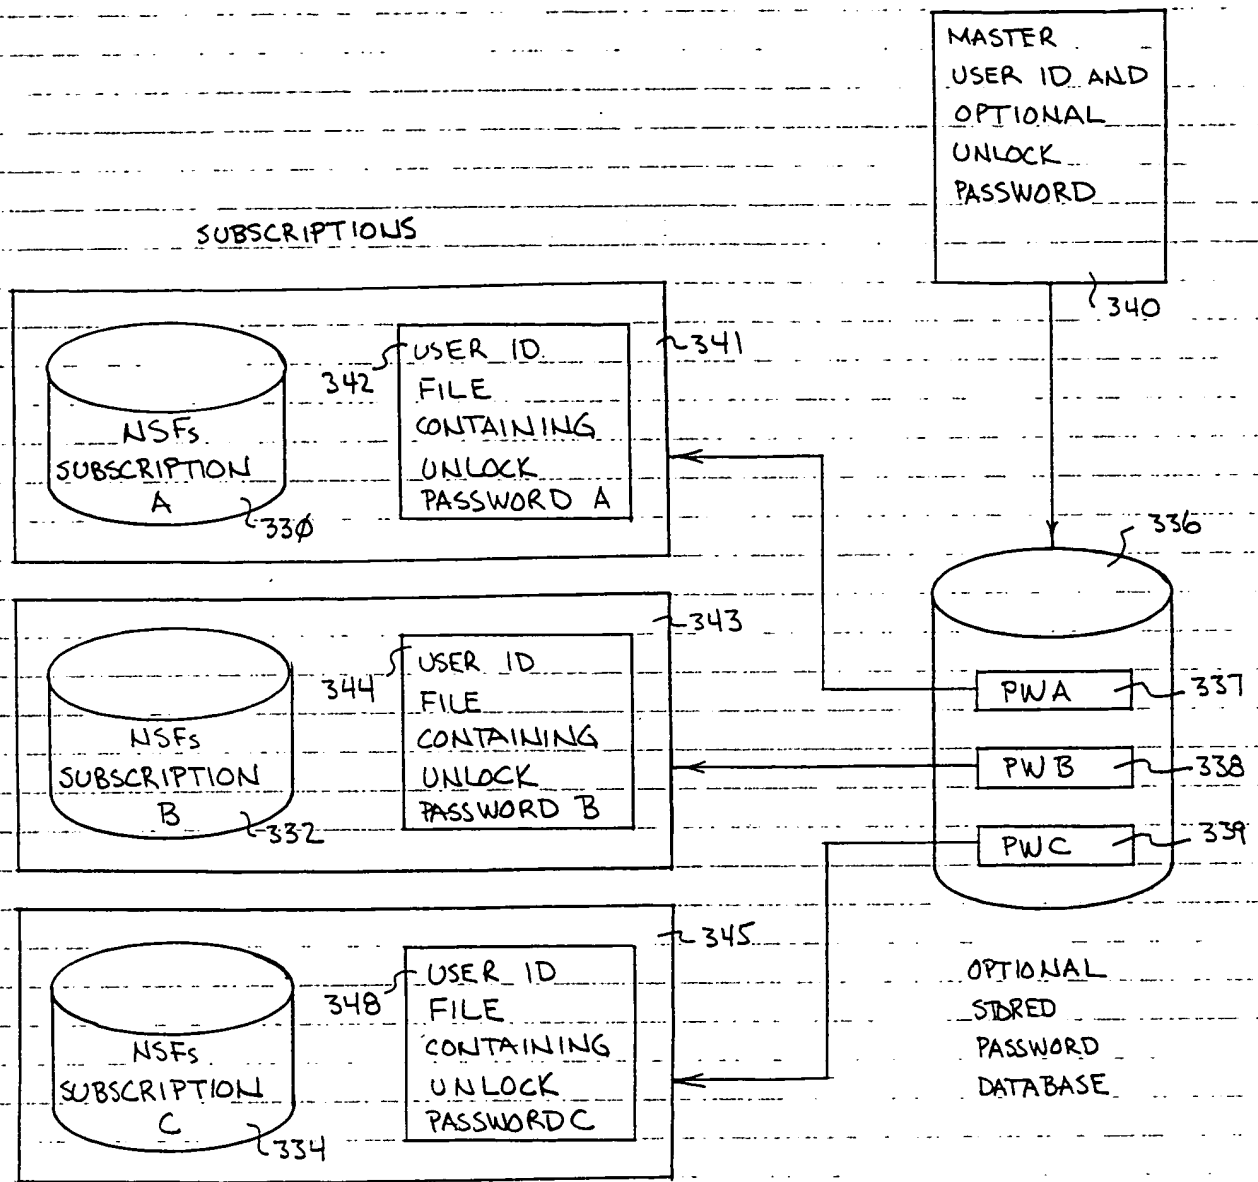 MASTER
USER ID AND
OPTIONAL
UNLOCK
PASSWORD
340
SUBSCRIPTIONS
341
342
USER ID
FILE
CONTAINING
UNLOCK
PASSWORD A
NSFs
SUBSCRIPTION
A
33∅
336
343
344
USER ID
FILE
CONTAINING
UNLOCK
PASSWORD B
NSFs
SUBSCRIPTION
B
332
PWA
337
PWB
338
PWC
339
345
348
USER ID
FILE
CONTAINING
UNLOCK
PASSWORD C
NSFs
SUBSCRIPTION
C
334
OPTIONAL
STORED
PASSWORD
DATABASE